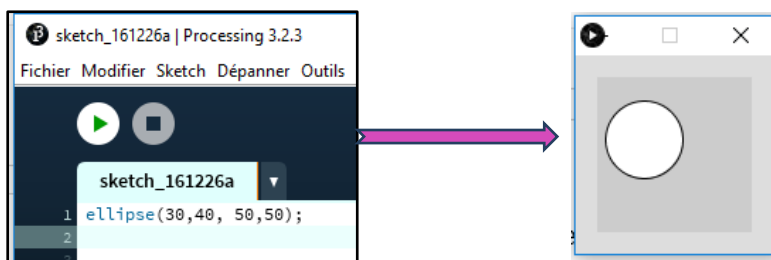 sketch_161226a | Processing 3.2.3
Fichier Modifier Sketch Dépanner Outils
sketch_161226a
1 ellipse(30,40, 50,50);
2